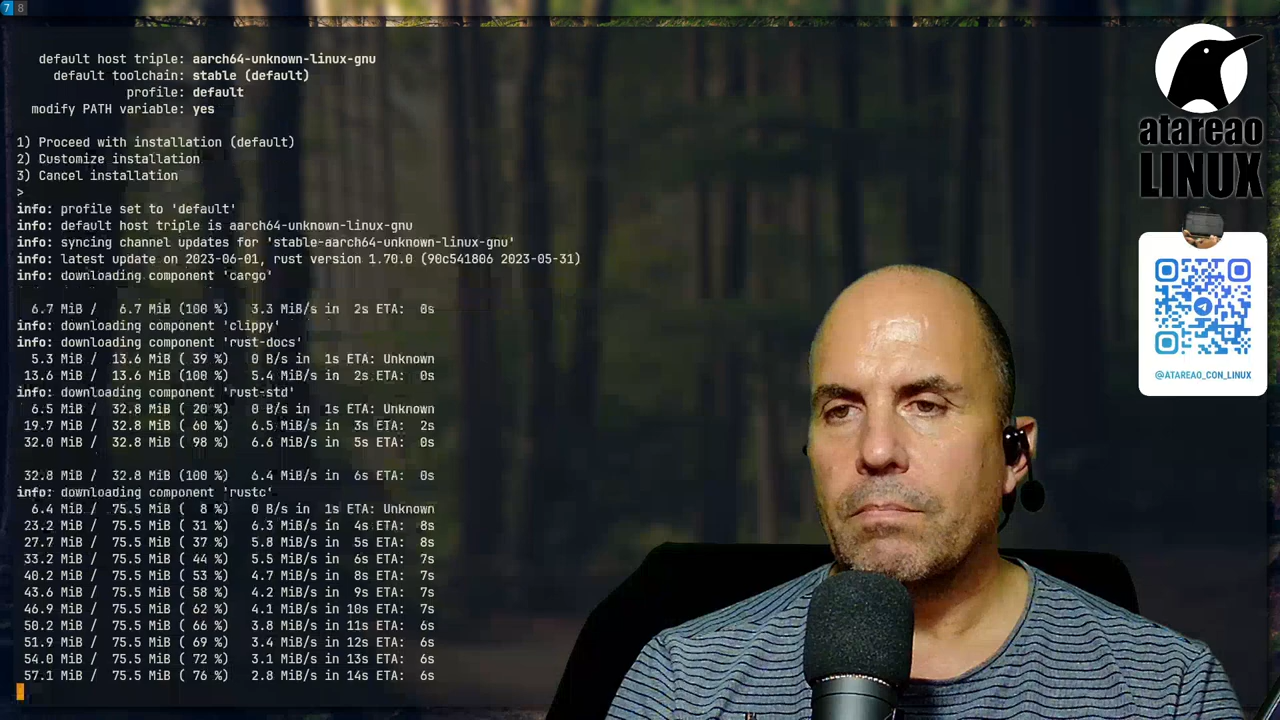 7 8
default host triple: aarch64-unknown-linux-gnu
default toolchain: stable (default)
profile: default
modify PATH variable: yes
1) Proceed with installation (default)
2) Customize installation
3) Cancel installation
>
info: profile set to 'default'
info: default host triple is aarch64-unknown-linux-gnu
info: syncing channel updates for 'stable-aarch64-unknown-linux-gnu'
info: latest update on 2023-06-01, rust version 1.70.0 (90c541806 2023-05-31)
info: downloading component 'cargo'
6.7 MiB / 6.7 MiB (100 %) 3.3 MiB/s in 2s ETA: 0s
info: downloading component 'clippy'
info: downloading component 'rust-docs'
5.3 MiB / 13.6 MiB ( 39 %) 0 B/s in 1s ETA: Unknown
13.6 MiB / 13.6 MiB (100 %) 5.4 MiB/s in 2s ETA: 0s
info: downloading component 'rust-std'
6.5 MiB / 32.8 MiB ( 20 %) 0 B/s in 1s ETA: Unknown
19.7 MiB / 32.8 MiB ( 60 %) 6.5 MiB/s in 3s ETA: 2s
32.0 MiB / 32.8 MiB ( 98 %) 6.6 MiB/s in 5s ETA: 0s
32.8 MiB / 32.8 MiB (100 %) 6.4 MiB/s in 6s ETA: 0s
info: downloading component 'rustc'
6.4 MiB / 75.5 MiB ( 8 %) 0 B/s in 1s ETA: Unknown
23.2 MiB / 75.5 MiB ( 31 %) 6.3 MiB/s in 4s ETA: 8s
27.7 MiB / 75.5 MiB ( 37 %) 5.8 MiB/s in 5s ETA: 8s
33.2 MiB / 75.5 MiB ( 44 %) 5.5 MiB/s in 6s ETA: 7s
40.2 MiB / 75.5 MiB ( 53 %) 4.7 MiB/s in 8s ETA: 7s
43.6 MiB / 75.5 MiB ( 58 %) 4.2 MiB/s in 9s ETA: 7s
46.9 MiB / 75.5 MiB ( 62 %) 4.1 MiB/s in 10s ETA: 7s
50.2 MiB / 75.5 MiB ( 66 %) 3.8 MiB/s in 11s ETA: 6s
51.9 MiB / 75.5 MiB ( 69 %) 3.4 MiB/s in 12s ETA: 6s
54.0 MiB / 75.5 MiB ( 72 %) 3.1 MiB/s in 13s ETA: 6s
57.1 MiB / 75.5 MiB ( 76 %) 2.8 MiB/s in 14s ETA: 6s
atareao
LINUX
@ATAREAO_CON_LINUX